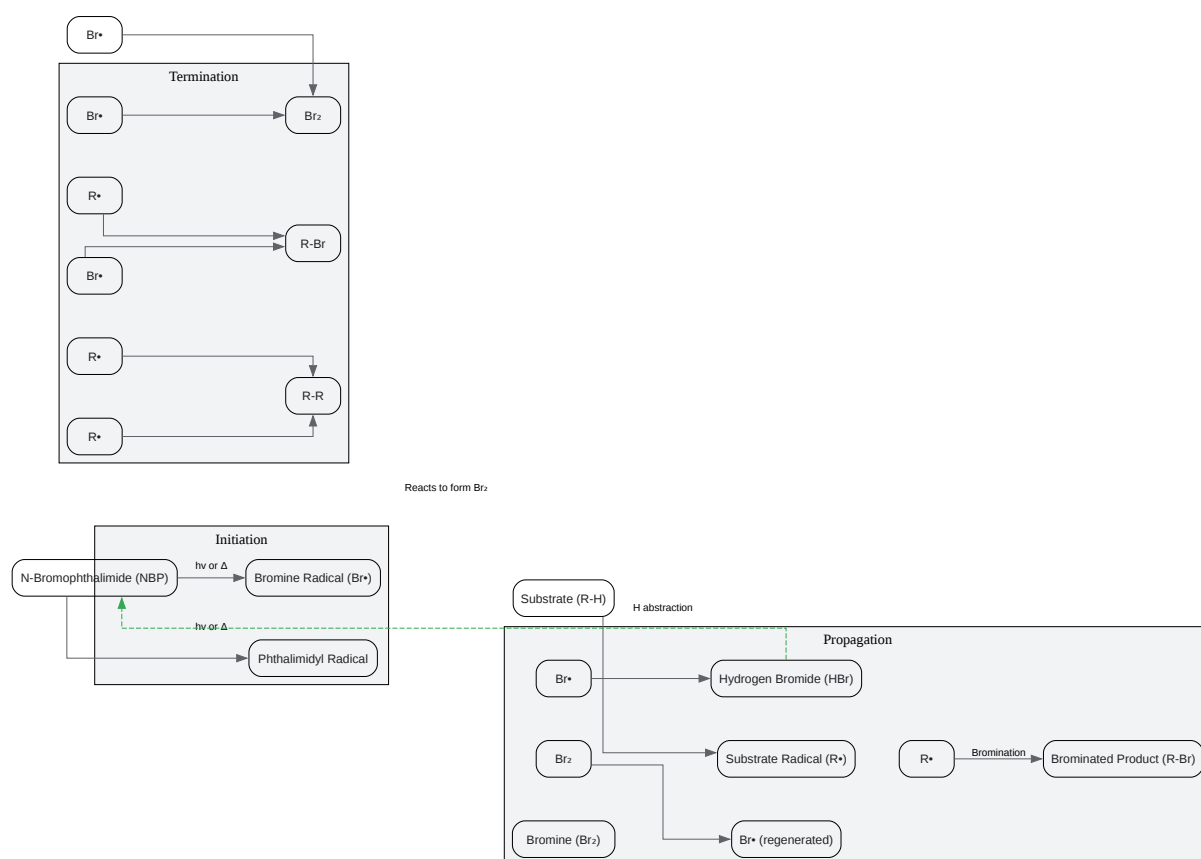 Br•
Termination
Br•
Br₂
R•
R-Br
Br•
R•
R-R
R•
Reacts to form Br₂
Initiation
N-Bromophthalimide (NBP)
hv or Δ
Bromine Radical (Br•)
Substrate (R-H)
H abstraction
hv or Δ
Propagation
Phthalimidyl Radical
Br•
Hydrogen Bromide (HBr)
Br₂
Substrate Radical (R•)
R•
Bromination
Brominated Product (R-Br)
Bromine (Br₂)
Br• (regenerated)